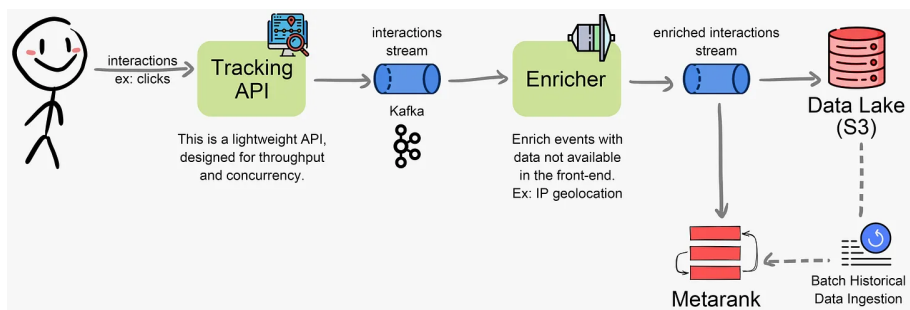 interactions
ex: clicks
Tracking
API
This is a lightweight API,
designed for throughput
and concurrency.
interactions
stream
Kafka
Enricher
Enrich events with
data not available
in the front-end.
Ex: IP geolocation
enriched interactions
stream
Data Lake
(S3)
Metarank
Batch Historical
Data Ingestion